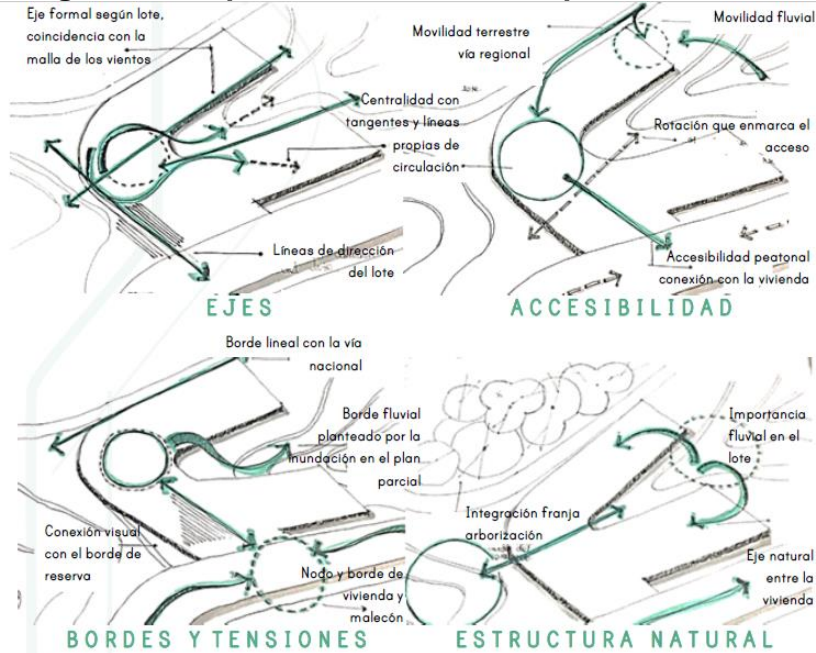 Eje formal según lote,
coincidencia con la
malla de los vientos
Centralidad con
tangentes y líneas
propias de
circulación
Líneas de dirección
del lote
EJES
Movilidad terrestre
vía regional
Movilidad fluvial
Rotación que enmarca el
acceso
Accesibilidad peatonal
conexión con la vivienda
ACCESIBILIDAD
Borde lineal con la vía
nacional
Borde fluvial
planteado por la
inundación en el plan
parcial
Conexión visual
con el borde de
reserva
Nodo y borde de
vivienda y
malecón
BORDES Y TENSIONES
Importancia
fluvial en el
lote
Integración franja
arborización
Eje natural
entre la
vivienda
ESTRUCTURA NATURAL